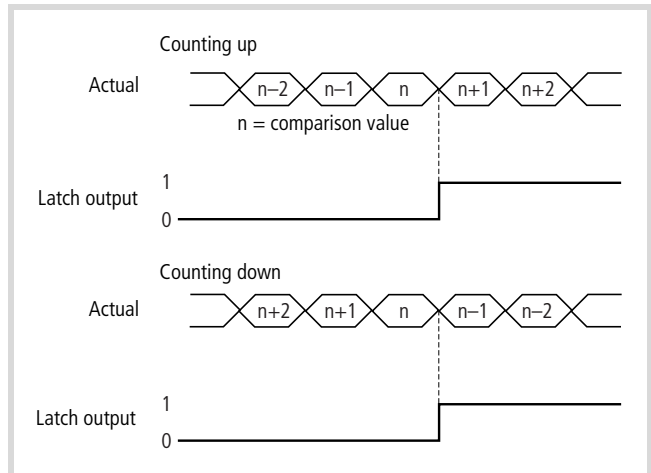 Counting up
Actual
n–2 n–1 n n+1 n+2
n = comparison value
1
Latch output
0
Counting down
Actual
n+2 n+1 n n–1 n–2
1
Latch output
0